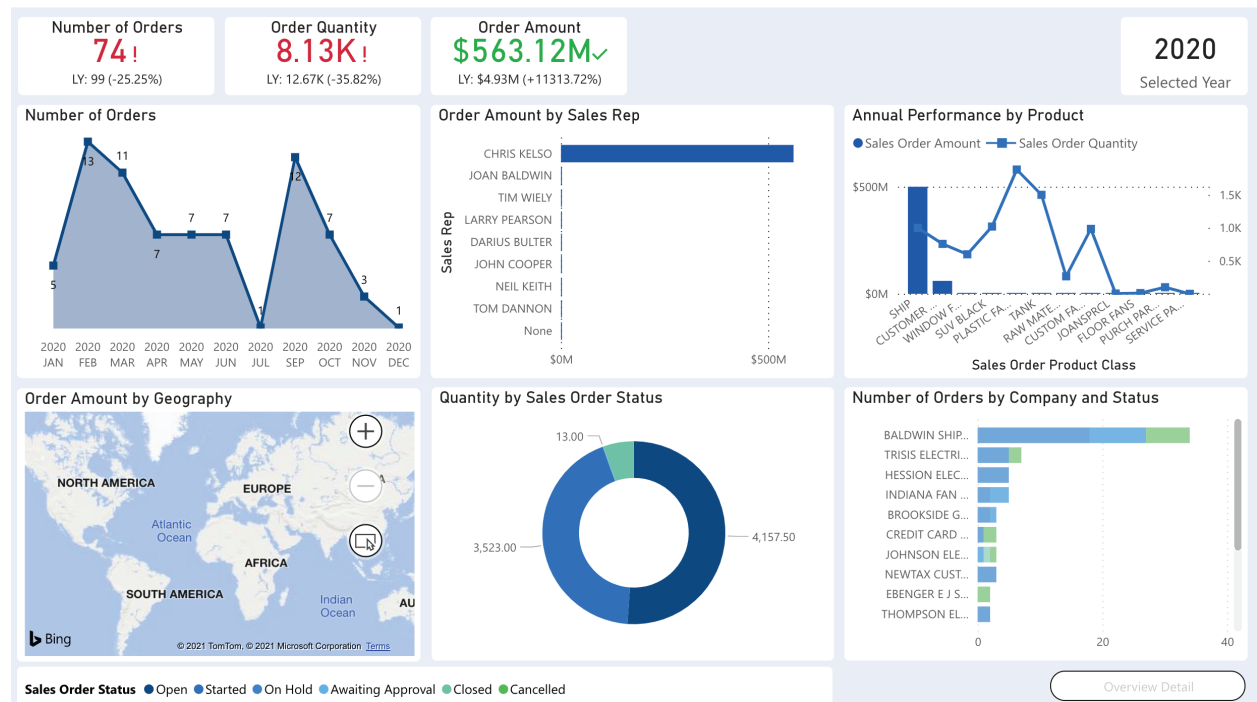 Number of Orders
74 !
LY: 99 (-25.25%)
Order Quantity
8.13K !
LY: 12.67K (-35.82%)
Order Amount
$563.12M
LY: $4.93M (+11313.72%)
2020
Selected Year
Number of Orders
13
11
12
7
7
7
7
5
3
1
1
2020 2020 2020 2020 2020 2020 2020 2020 2020 2020 2020
JAN FEB MAR APR MAY JUN JUL SEP OCT NOV DEC
Order Amount by Sales Rep
Sales Rep
CHRIS KELSO
JOAN BALDWIN
TIM WIELY
LARRY PEARSON
DARIUS BULTER
JOHN COOPER
NEIL KEITH
TOM DANNON
None
$0M $500M
Annual Performance by Product
Sales Order Amount Sales Order Quantity
$500M
$0M
1.5K
1.0K
0.5K
SHIP
CUSTOMER ...
WINDOW F...
SUV BLACK
PLASTIC FA...
TANK
RAW MATE...
CUSTOM FA...
JOANSPRCL
FLOOR FANS
PURCH PAR...
SERVICE PA...
Sales Order Product Class
Order Amount by Geography
NORTH AMERICA
EUROPE
A
Atlantic
Ocean
AFRICA
SOUTH AMERICA
Indian
Ocean
AU
Bing
© 2021 TomTom, © 2021 Microsoft Corporation Terms
Quantity by Sales Order Status
13.00
3,523.00
4,157.50
Number of Orders by Company and Status
BALDWIN SHIP...
TRISIS ELECTRI...
HESSION ELEC...
INDIANA FAN ...
BROOKSIDE G...
CREDIT CARD ...
JOHNSON ELE...
NEWTAX CUST...
EBENGER E J S...
THOMPSON EL...
0 20 40
Sales Order Status Open Started On Hold Awaiting Approval Closed Cancelled
Overview Detail